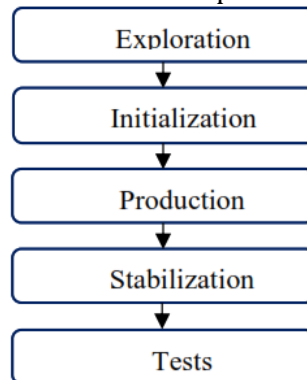 Exploration
Initialization
Production
Stabilization
Tests